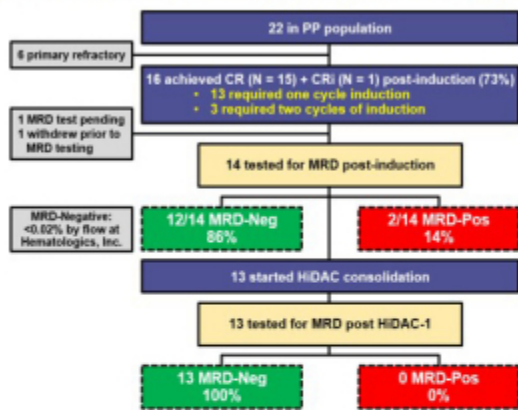 22 in PP population
6 primary refractory
16 achieved CR (N = 15) + CRi (N = 1) post-induction (73%)
• 13 required one cycle induction
• 3 required two cycles of induction
1 MRD test pending
1 withdrew prior to
MRD testing
14 tested for MRD post-induction
MRD-Negative:
<0.02% by flow at
Hematologics, Inc.
12/14 MRD-Neg
86%
2/14 MRD-Pos
14%
13 started HiDAC consolidation
13 tested for MRD post HiDAC-1
13 MRD-Neg
100%
0 MRD-Pos
0%